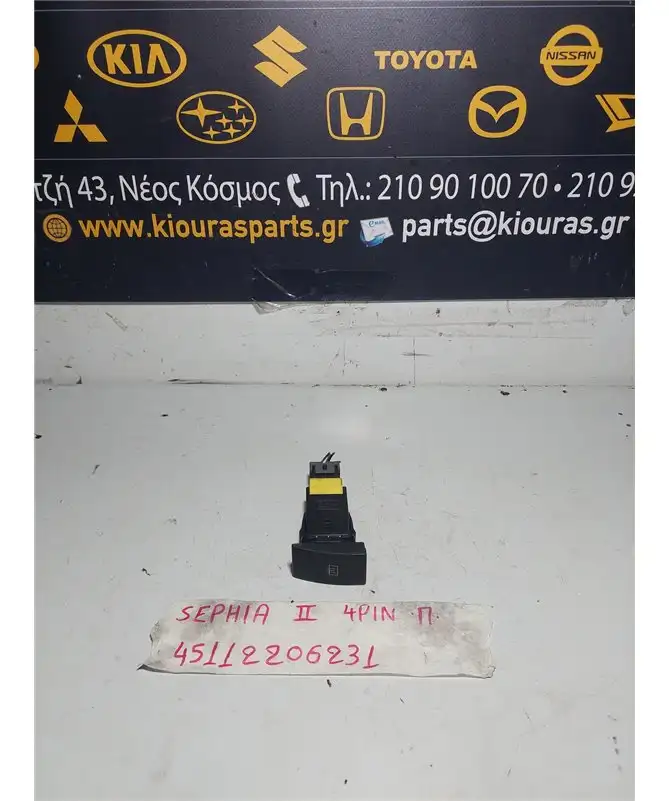 KIA TOYOTA NISSAN
τζή 43, Νέος Κόσμος Τηλ.: 210 90 100 70 • 210 9
www.kiourasparts.gr parts@kiouras.gr
SEPHIA II 4PIN Π.
45112206231